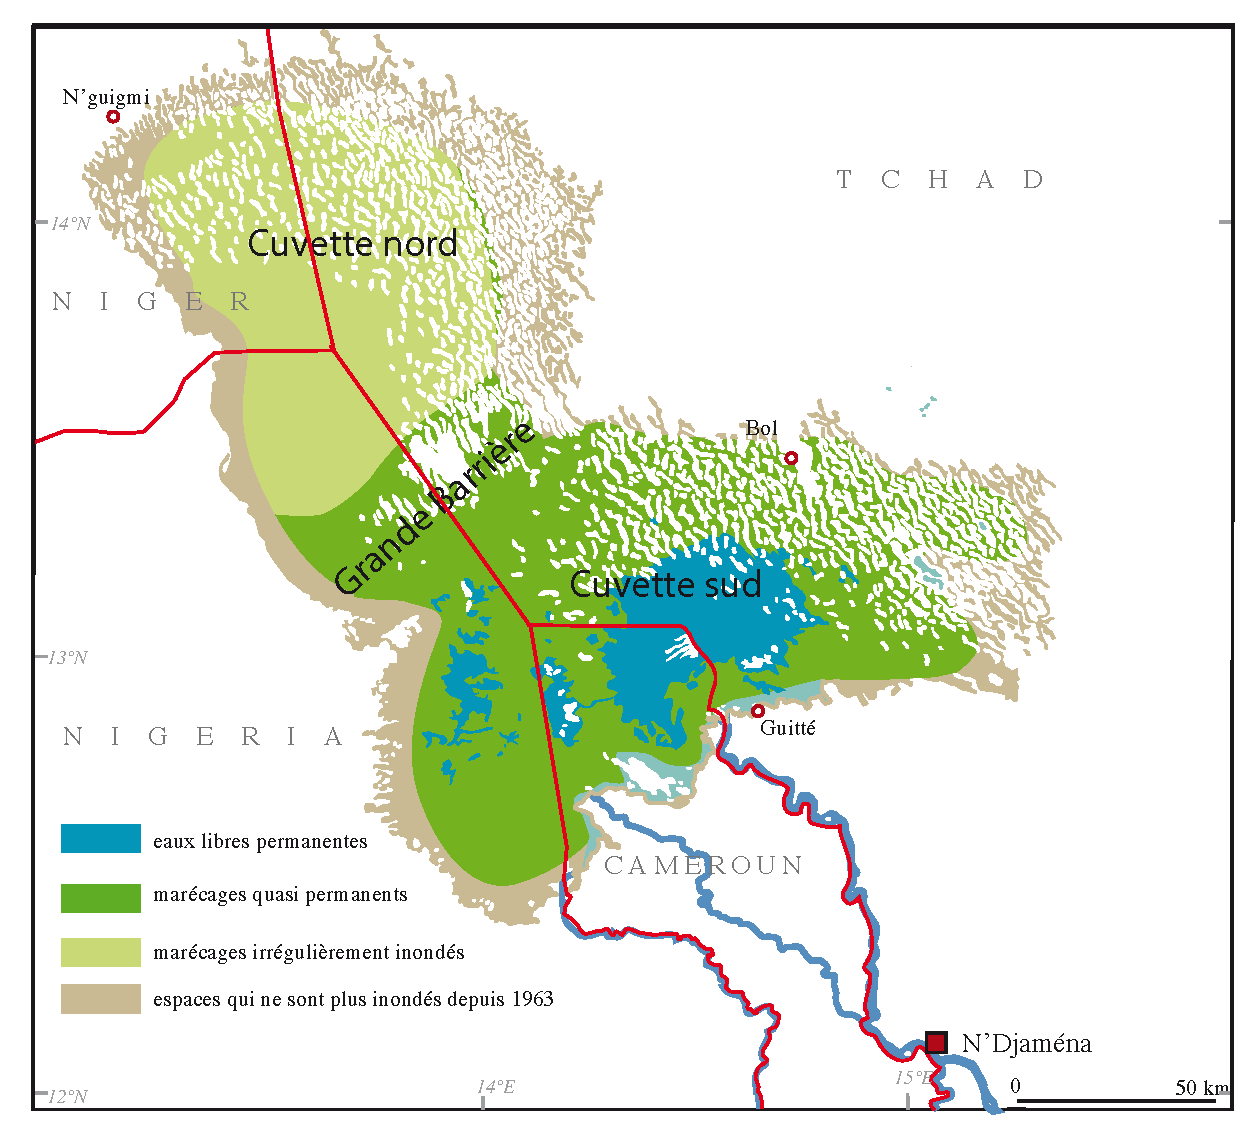 N'guigmi
T C H A D
14°N
Cuvette nord
N I G E R
Bol
Grande Barrière
Cuvette sud
13°N
Guitté
N I G E R I A
eaux libres permanentes
CAMEROUN
marécages quasi permanents
marécages irrégulièrement inondés
espaces qui ne sont plus inondés depuis 1963
N'Djaména
14°E
15°E
0
50 km
12°N